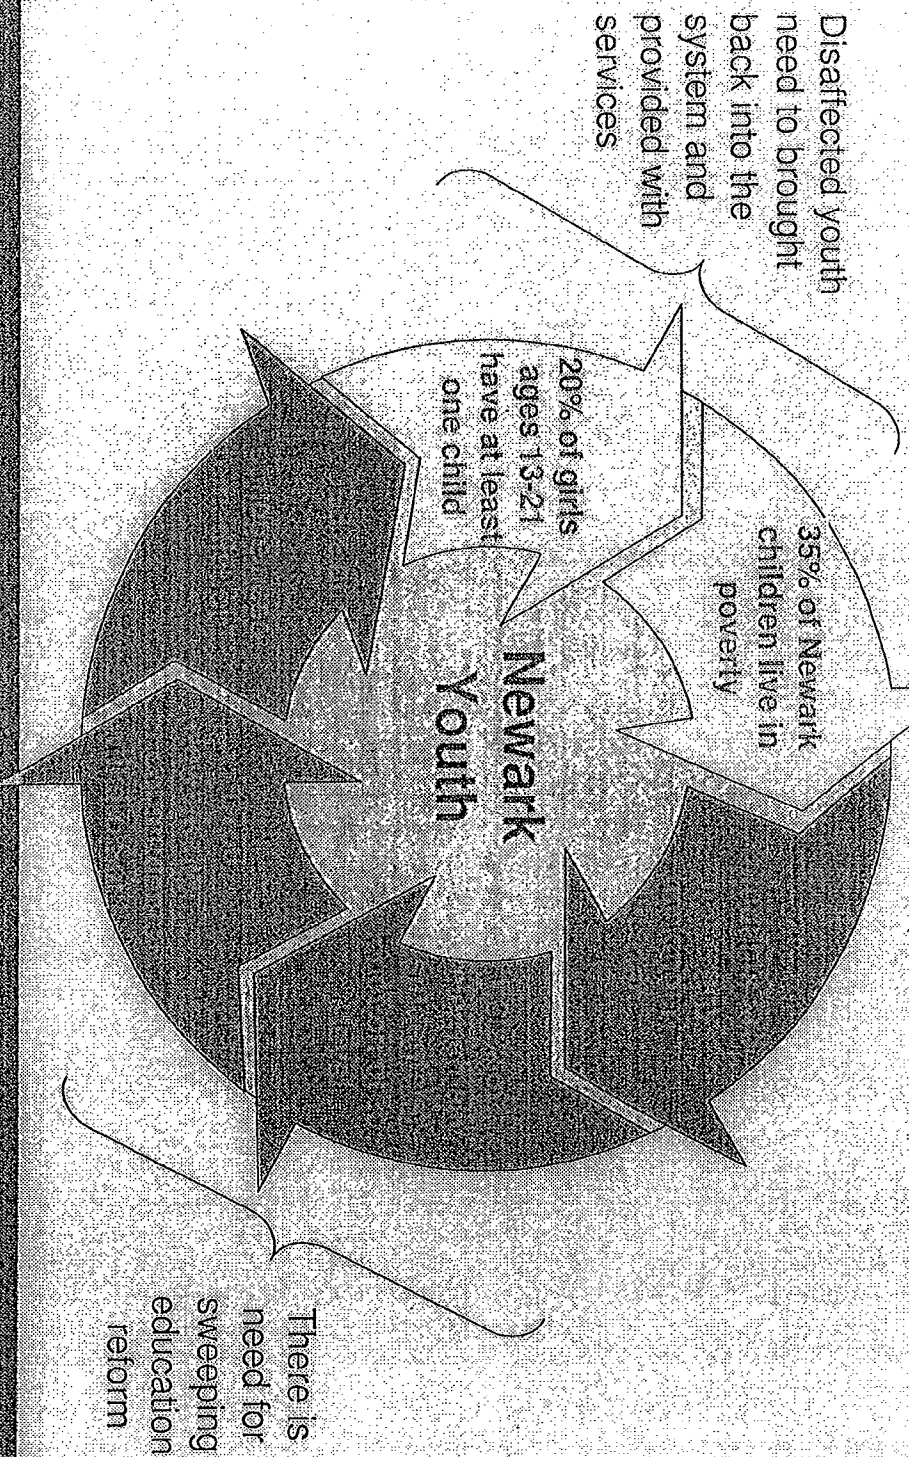 Disaffected youth
need to brought
back into the
system and
provided with
services
35% of Newark
children live in
poverty
20% of girls
ages 13-21
have at least
one child
Newark
Youth
There is
need for
sweeping
education
reform